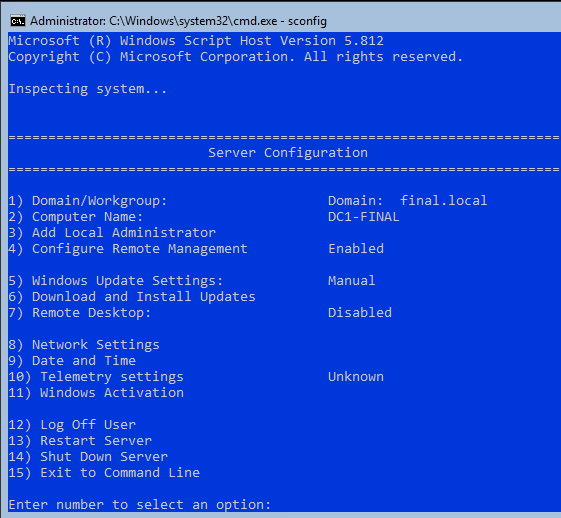 Administrator: C:\Windows\system32\cmd.exe - sconfig
Microsoft (R) Windows Script Host Version 5.812
Copyright (C) Microsoft Corporation. All rights reserved.
Inspecting system...
===============================================================================
Server Configuration
===============================================================================
1) Domain/Workgroup: Domain: final.local
2) Computer Name: DC1-FINAL
3) Add Local Administrator
4) Configure Remote Management Enabled
5) Windows Update Settings: Manual
6) Download and Install Updates
7) Remote Desktop: Disabled
8) Network Settings
9) Date and Time
10) Telemetry settings Unknown
11) Windows Activation
12) Log Off User
13) Restart Server
14) Shut Down Server
15) Exit to Command Line
Enter number to select an option: